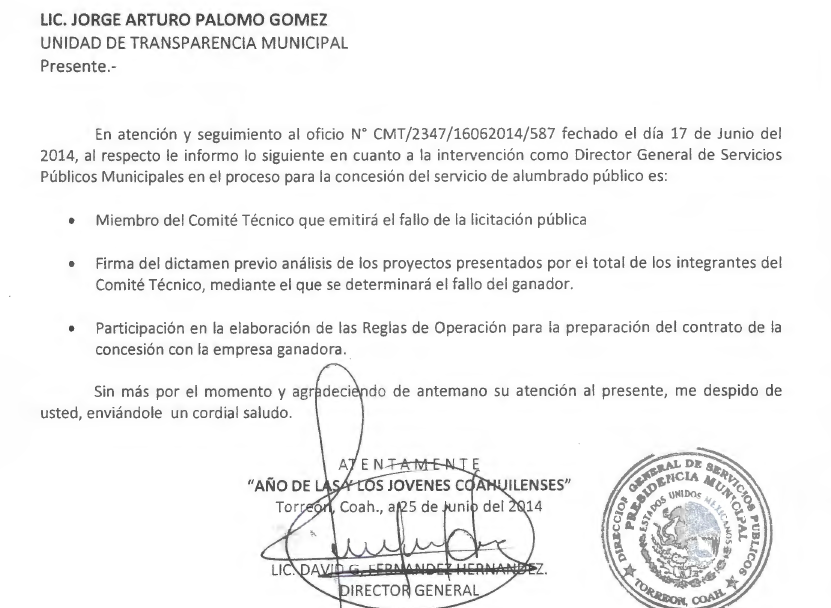 LIC. JORGE ARTURO PALOMO GOMEZ
UNIDAD DE TRANSPARENCIA MUNICIPAL
Presente.-
En atención y seguimiento al oficio N° CMT/2347/16062014/587 fechado el día 17 de Junio del
2014, al respecto le informo lo siguiente en cuanto a la intervención como Director General de Servicios
Públicos Municipales en el proceso para la concesión del servicio de alumbrado público es:
• Miembro del Comité Técnico que emitirá el fallo de la licitación pública
• Firma del dictamen previo análisis de los proyectos presentados por el total de los integrantes del
Comité Técnico, mediante el que se determinará el fallo del ganador.
• Participación en la elaboración de las Reglas de Operación para la preparación del contrato de la
concesión con la empresa ganadora.
Sin más por el momento y agradeciendo de antemano su atención al presente, me despido de
usted, enviándole un cordial saludo.
A T E N T A M E N T E
"AÑO DE LAS Y LOS JOVENES COAHUILENSES"
Torreón, Coah., a 25 de Junio del 2014
LIC. DAVID G. FERNANDEZ HERNANDEZ.
DIRECTOR GENERAL
DIRECCION GENERAL DE SERVICIOS PUBLICOS
PRESIDENCIA MUNICIPAL
ESTADOS UNIDOS MEXICANOS
TORREON, COAH.